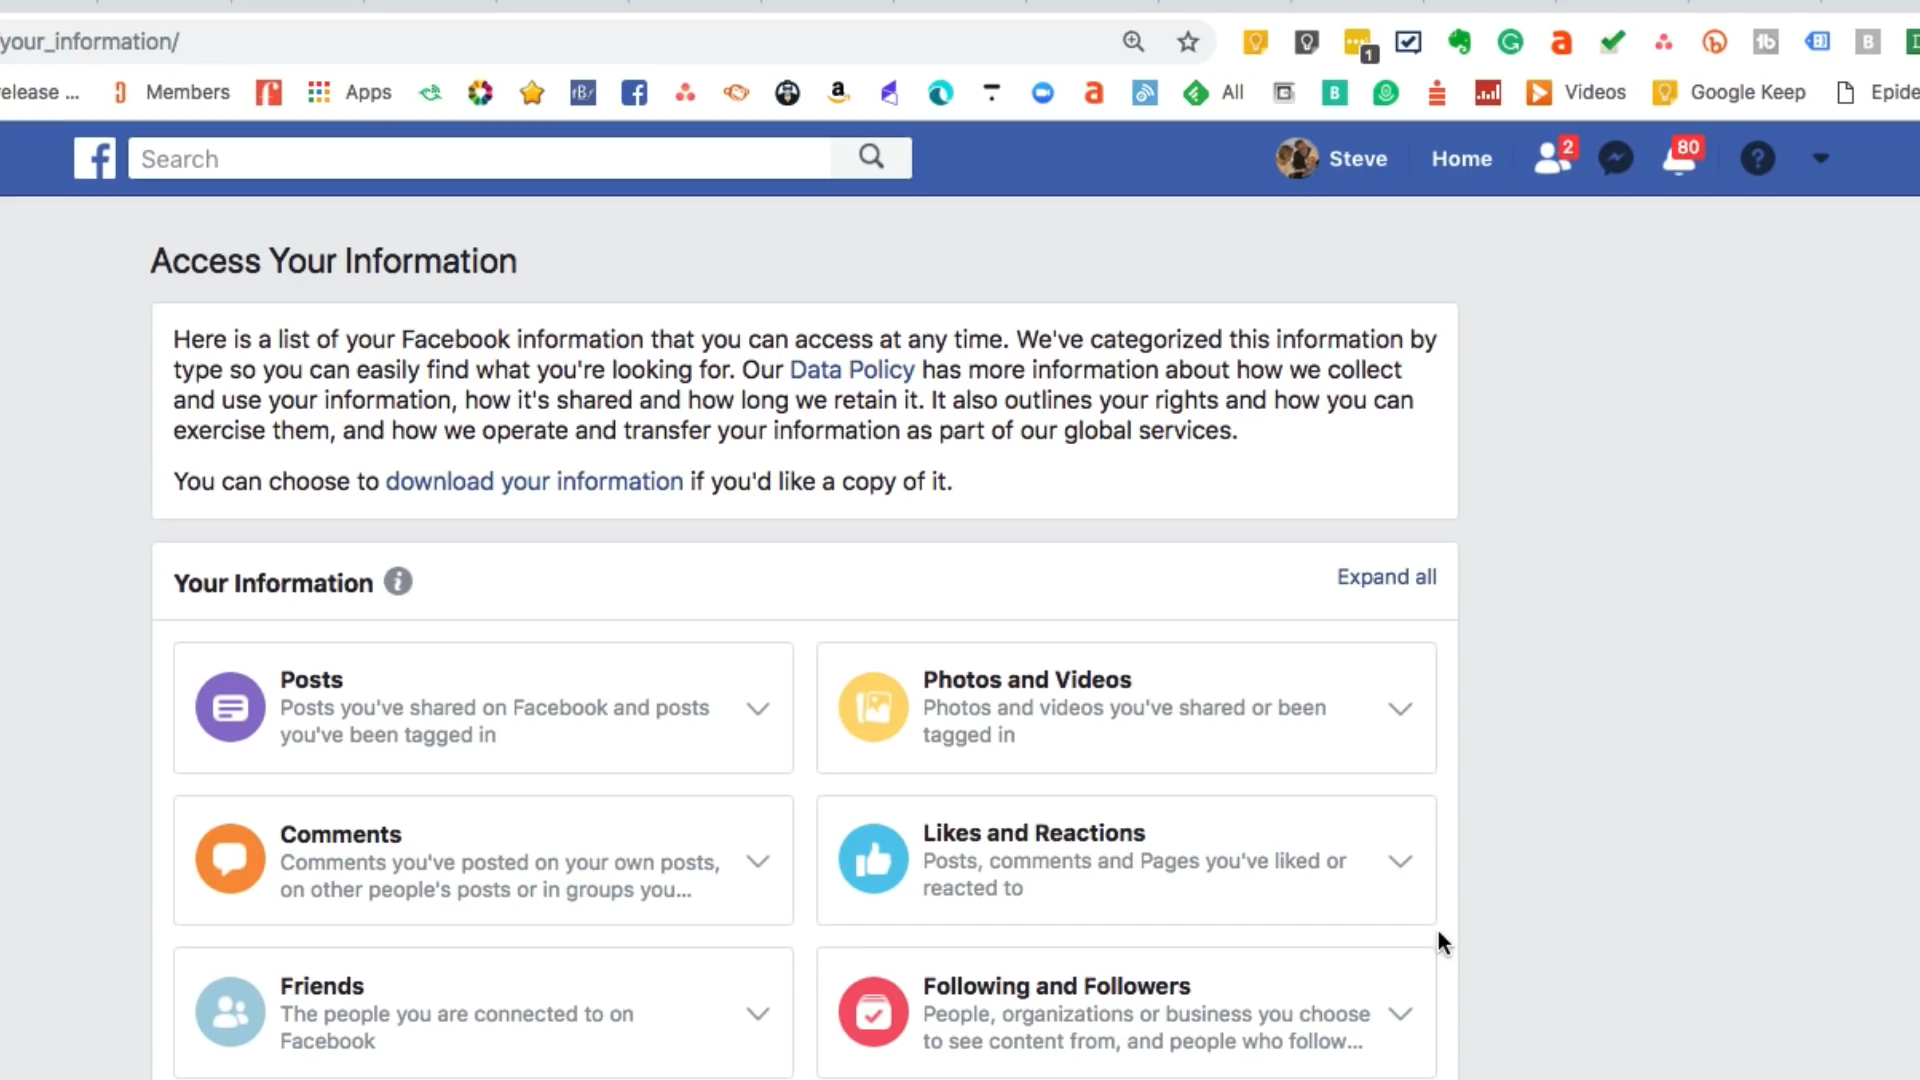 your_information/
1
elease ... Members Apps All Videos Google Keep Epide
Search
Steve Home 2 80
Access Your Information
Here is a list of your Facebook information that you can access at any time. We've categorized this information by
type so you can easily find what you're looking for. Our Data Policy has more information about how we collect
and use your information, how it's shared and how long we retain it. It also outlines your rights and how you can
exercise them, and how we operate and transfer your information as part of our global services.
You can choose to download your information if you'd like a copy of it.
Your Information
Expand all
Posts
Posts you've shared on Facebook and posts
you've been tagged in
Photos and Videos
Photos and videos you've shared or been
tagged in
Comments
Comments you've posted on your own posts,
on other people's posts or in groups you...
Likes and Reactions
Posts, comments and Pages you've liked or
reacted to
Friends
The people you are connected to on
Facebook
Following and Followers
People, organizations or business you choose
to see content from, and people who follow...